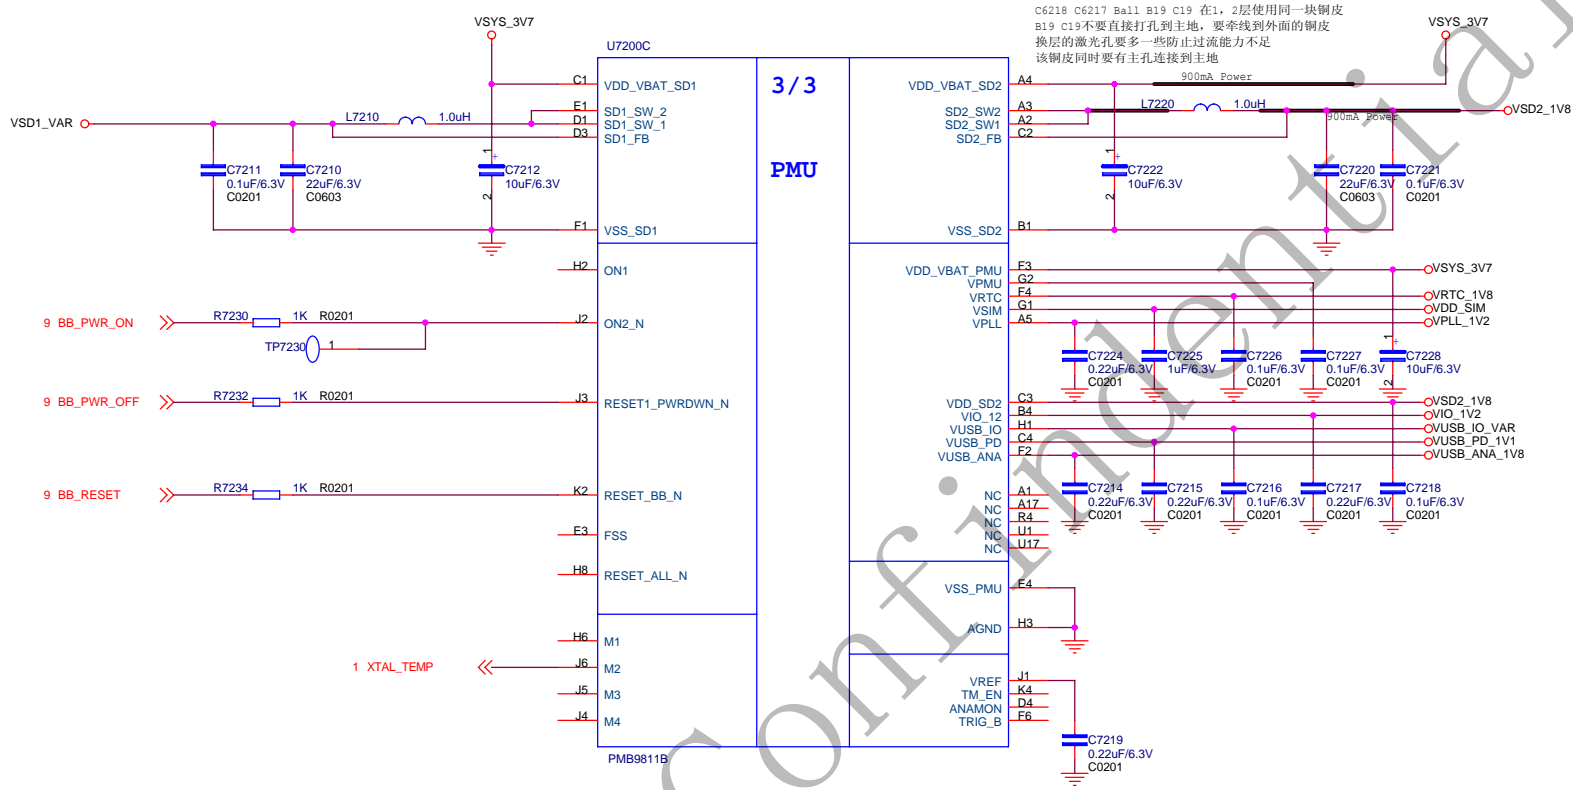 C6218 C6217 Ball B19 C19 在1，2层使用同一块铜皮
B19 C19不要直接打孔到主地，要牵线到外面的铜皮
换层的激光孔要多一些防止过流能力不足
该铜皮同时要有主孔连接到主地
VSYS_3V7
VSYS_3V7
U7200C
3/3
PMU
C1 VDD_VBAT_SD1
E1 SD1_SW_2
D1 SD1_SW_1
D3 SD1_FB
F1 VSS_SD1
VSD1_VAR
L7210 1.0uH
C7211
0.1uF/6.3V
C0201
C7210
22uF/6.3V
C0603
1
C7212
10uF/6.3V
2
VDD_VBAT_SD2 A4
900mA Power
SD2_SW2 A3
SD2_SW1 A2
SD2_FB C2
L7220 1.0uH
900mA Power
VSD2_1V8
1
C7222
10uF/6.3V
2
C7220
22uF/6.3V
C0603
C7221
0.1uF/6.3V
C0201
VSS_SD2 B1
H2 ON1
9 BB_PWR_ON R7230 1K R0201 J2 ON2_N
TP7230 1
9 BB_PWR_OFF R7232 1K R0201 J3 RESET1_PWRDWN_N
9 BB_RESET R7234 1K R0201 K2 RESET_BB_N
E3 FSS
H8 RESET_ALL_N
H6 M1
1 XTAL_TEMP J6 M2
J5 M3
J4 M4
VDD_VBAT_PMU F3 VSYS_3V7
VPMU G2
VRTC F4 VRTC_1V8
VSIM G1 VDD_SIM
VPLL A5 VPLL_1V2
C7224
0.22uF/6.3V
C0201
C7225
1uF/6.3V
C7226
0.1uF/6.3V
C0201
C7227
0.1uF/6.3V
C0201
1
C7228
10uF/6.3V
2
VDD_SD2 C3 VSD2_1V8
VIO_12 B4 VIO_1V2
VUSB_IO H1 VUSB_IO_VAR
VUSB_PD C4 VUSB_PD_1V1
VUSB_ANA F2 VUSB_ANA_1V8
C7214
0.22uF/6.3V
C0201
C7215
0.22uF/6.3V
C0201
C7216
0.1uF/6.3V
C0201
C7217
0.22uF/6.3V
C0201
C7218
0.1uF/6.3V
C0201
NC A1
NC A17
NC R4
NC U1
NC U17
VSS_PMU E4
AGND H3
VREF J1
TM_EN K4
ANAMON D4
TRIG_B F6
C7219
0.22uF/6.3V
C0201
PMB9811B
Confindential